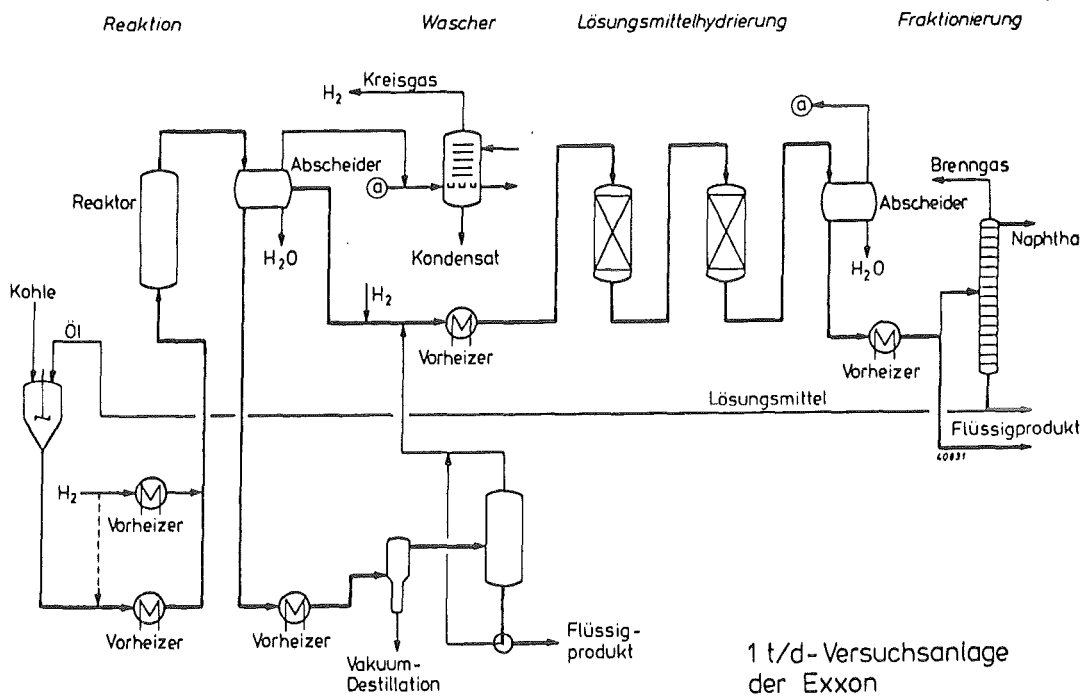 Reaktion
Wascher
Lösungsmittelhydrierung
Fraktionierung
Kreisgas
H₂
a
Abscheider
a
Reaktor
Brenngas
Abscheider
Naphtha
H₂O
Kondensat
H₂O
Kohle
H₂
Öl
Vorheizer
Vorheizer
Lösungsmittel
Flüssigprodukt
40831
H₂
Vorheizer
Vorheizer
Vorheizer
Flüssig-
produkt
Vakuum-
Destillation
1 t/d-Versuchsanlage
der Exxon